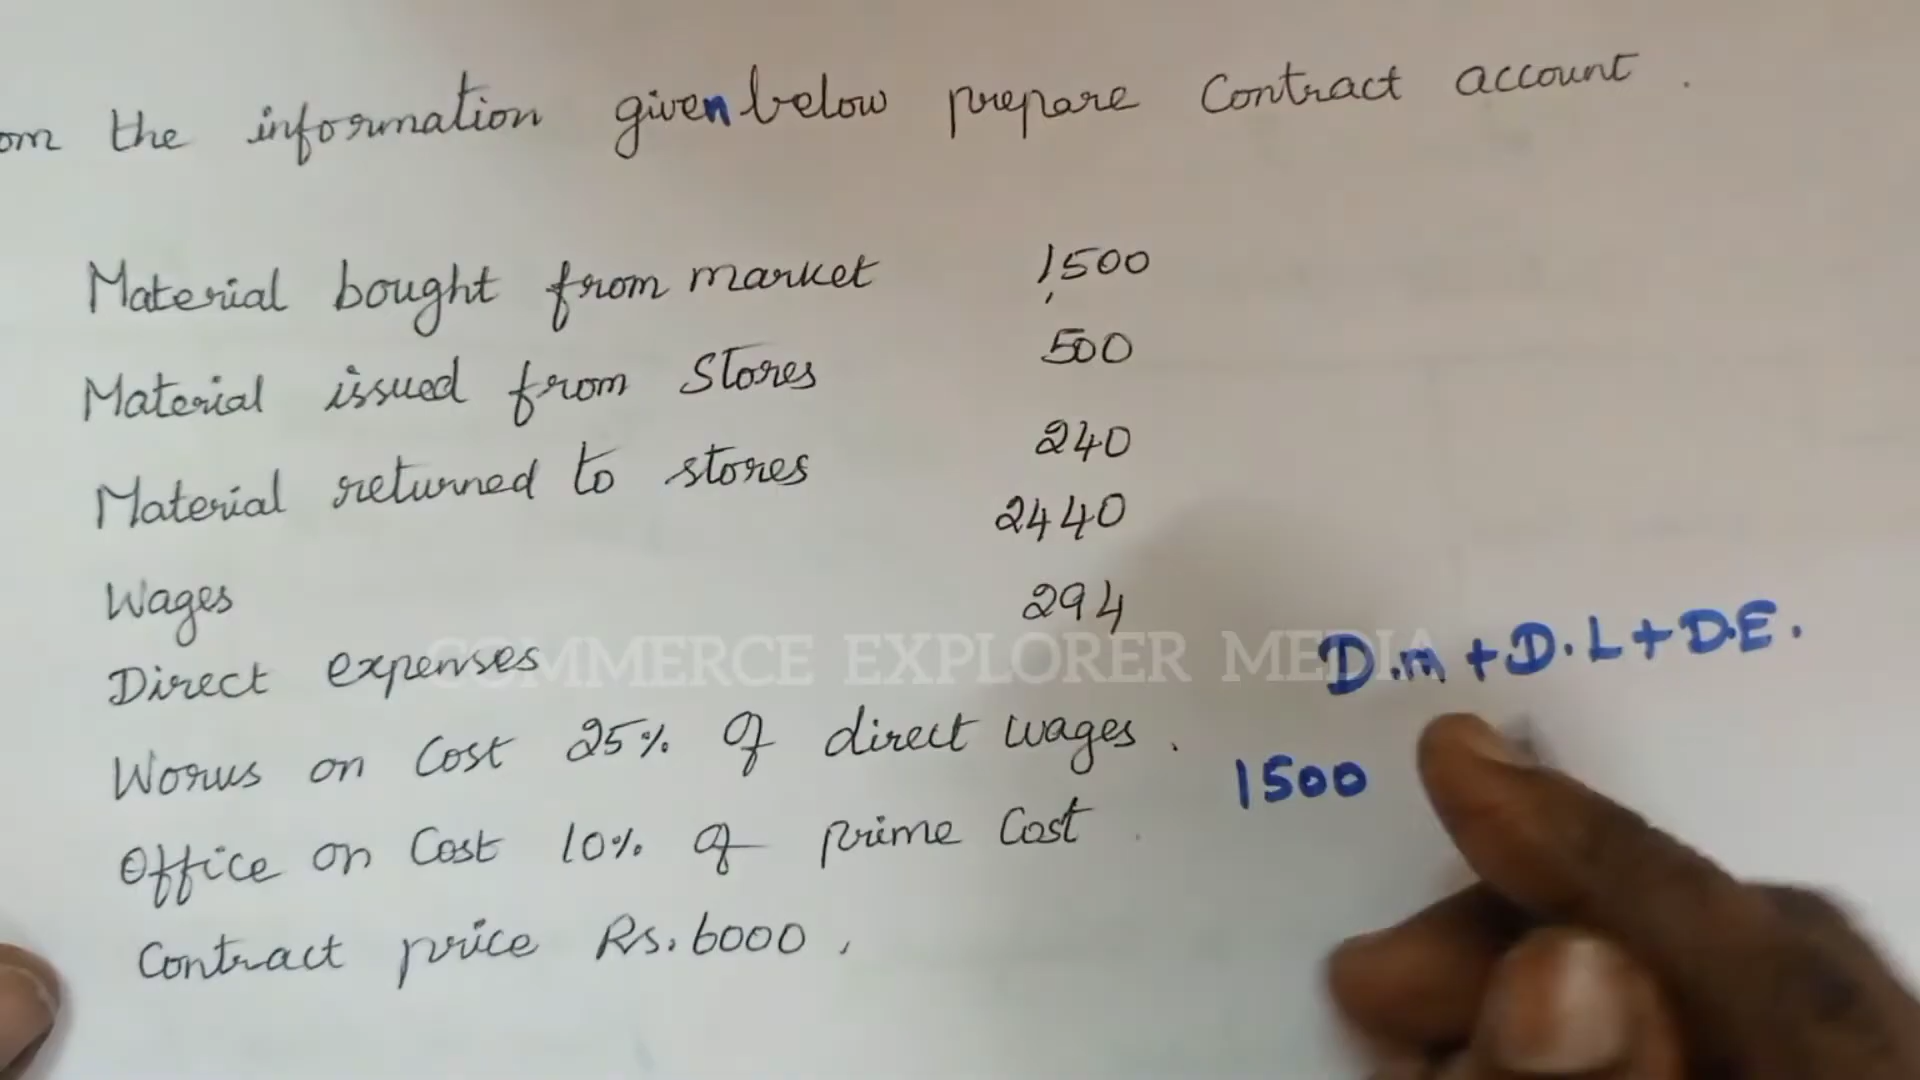 om the information given below prepare Contract account.
Material bought from market 1,500
Material issued from Stores 500
Material returned to stores 240
Wages 2440
Direct expenses 294
COMMERCE EXPLORER MEDIA
D.M + D.L + D.E.
Works on Cost 25% of direct wages.
1500
Office on Cost 10% of prime Cost
Contract price Rs. 6000,